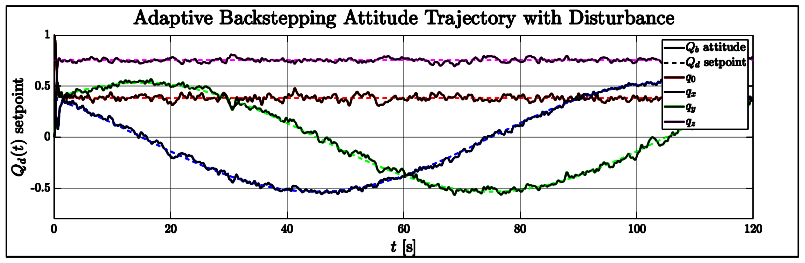 Adaptive Backstepping Attitude Trajectory with Disturbance
1
0.5
0
-0.5
Q_d(t) setpoint
Q_b attitude
Q_d setpoint
q_0
q_x
q_y
q_z
0 20 40 60 80 100 120
t [s]